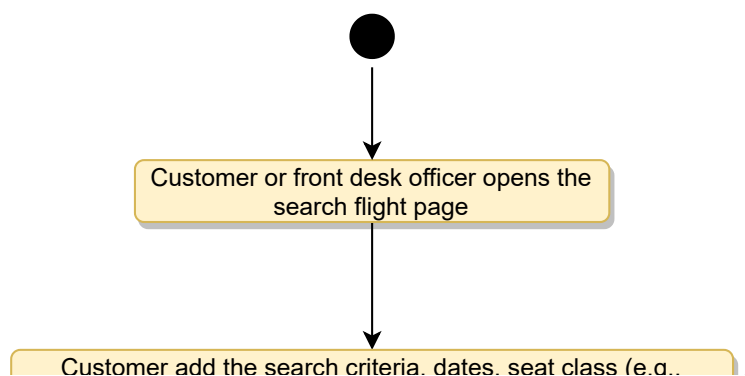 Customer or front desk officer opens the
search flight page
Customer add the search criteria, dates, seat class (e.g.,